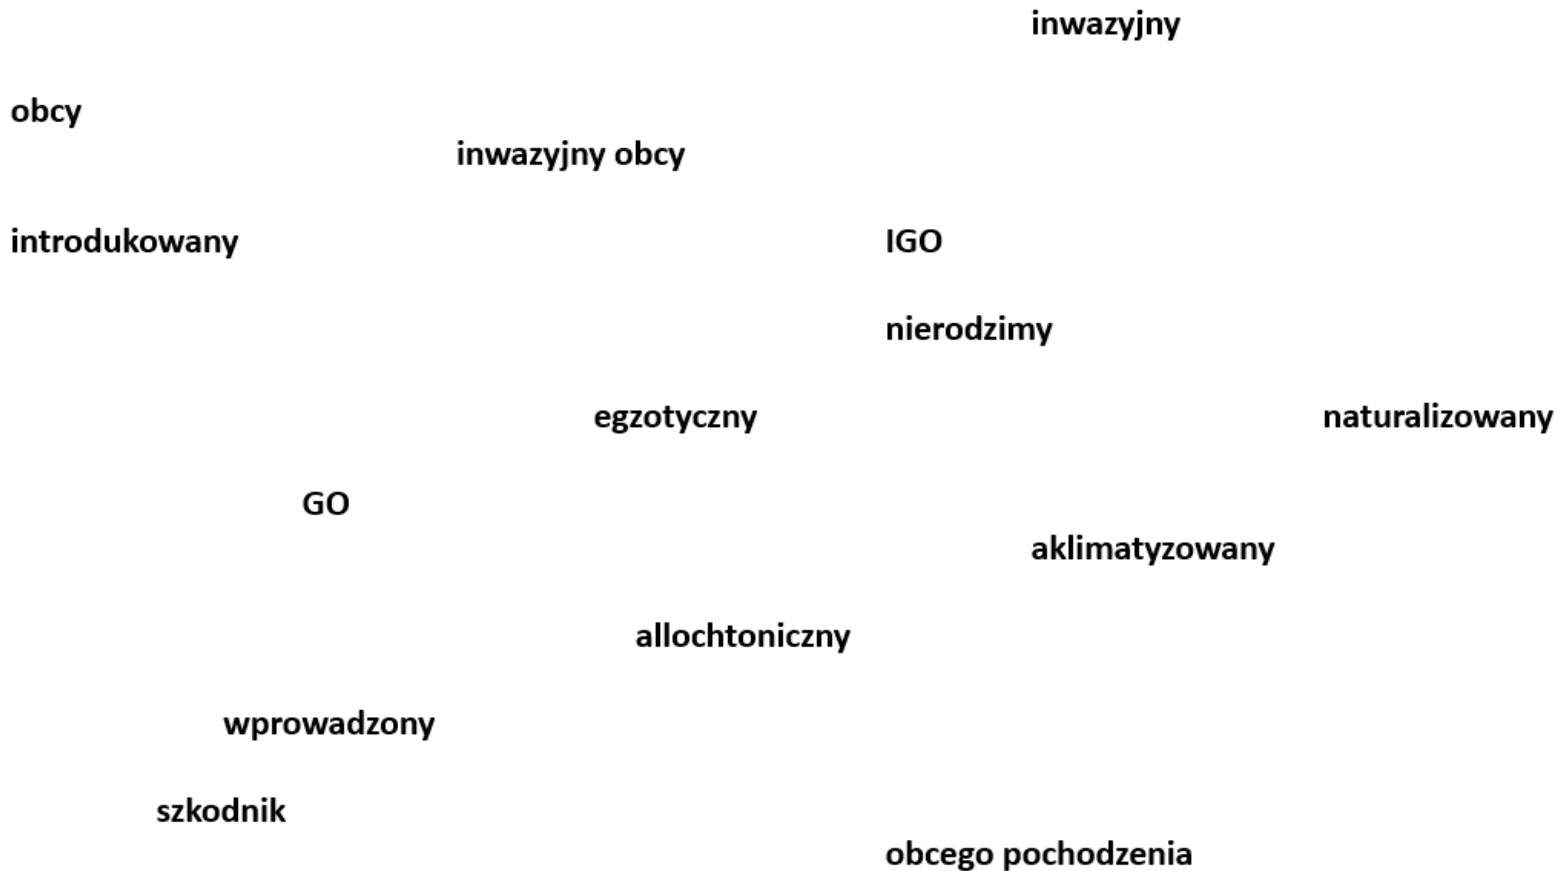 inwazyjny
obcy
inwazyjny obcy
introdukowany
IGO
nierodzimy
egzotyczny
naturalizowany
GO
aklimatyzowany
allochtoniczny
wprowadzony
szkodnik
obcego pochodzenia